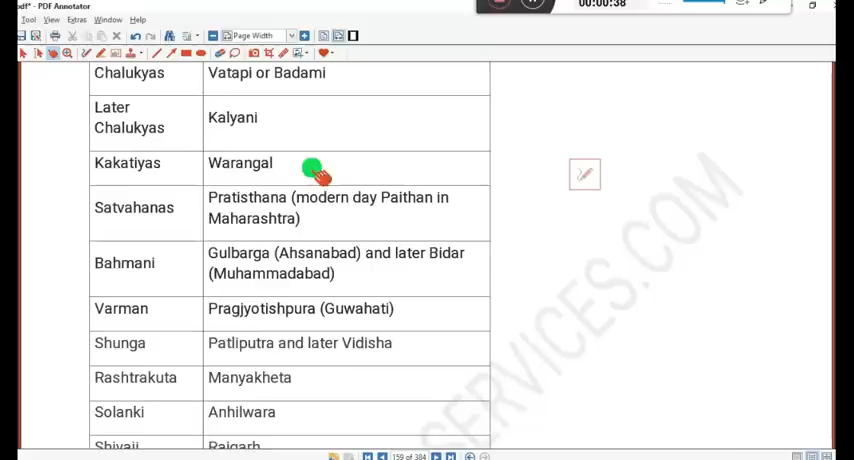 pdf* - PDF Annotator
Tool View Extras Window Help
00:00:38
Page Width
Chalukyas Vatapi or Badami
Later
Chalukyas
Kalyani
Kakatiyas Warangal
Satvahanas
Pratisthana (modern day Paithan in
Maharashtra)
Bahmani
Gulbarga (Ahsanabad) and later Bidar
(Muhammadabad)
Varman Pragjyotishpura (Guwahati)
Shunga Patliputra and later Vidisha
Rashtrakuta Manyakheta
Solanki Anhilwara
Shivaji Raigarh
SERVICES.COM
159 of 384